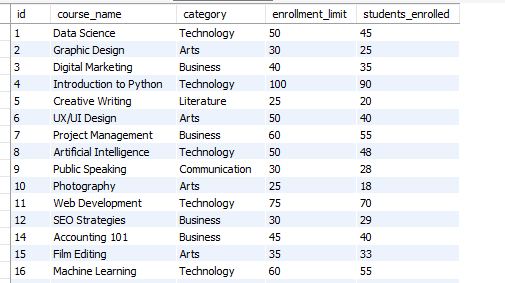 id course_name category enrollment_limit students_enrolled
1 Data Science Technology 50 45
2 Graphic Design Arts 30 25
3 Digital Marketing Business 40 35
4 Introduction to Python Technology 100 90
5 Creative Writing Literature 25 20
6 UX/UI Design Arts 50 40
7 Project Management Business 60 55
8 Artificial Intelligence Technology 50 48
9 Public Speaking Communication 30 28
10 Photography Arts 25 18
11 Web Development Technology 75 70
12 SEO Strategies Business 30 29
14 Accounting 101 Business 45 40
15 Film Editing Arts 35 33
16 Machine Learning Technology 60 55